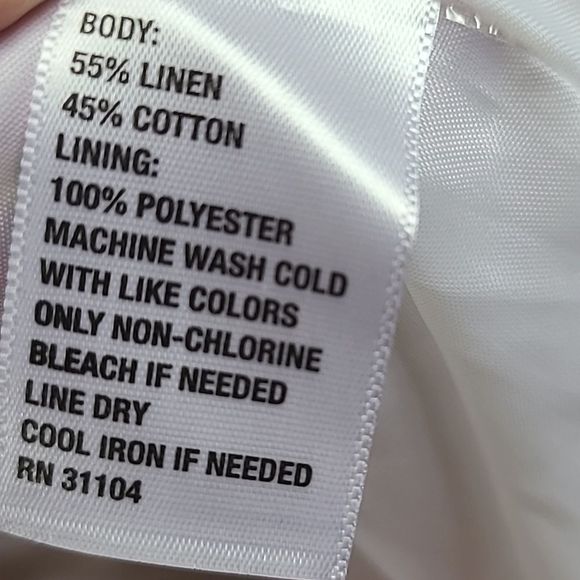 BODY:
55% LINEN
45% COTTON
LINING:
100% POLYESTER
MACHINE WASH COLD
WITH LIKE COLORS
ONLY NON-CHLORINE
BLEACH IF NEEDED
LINE DRY
COOL IRON IF NEEDED
RN 31104